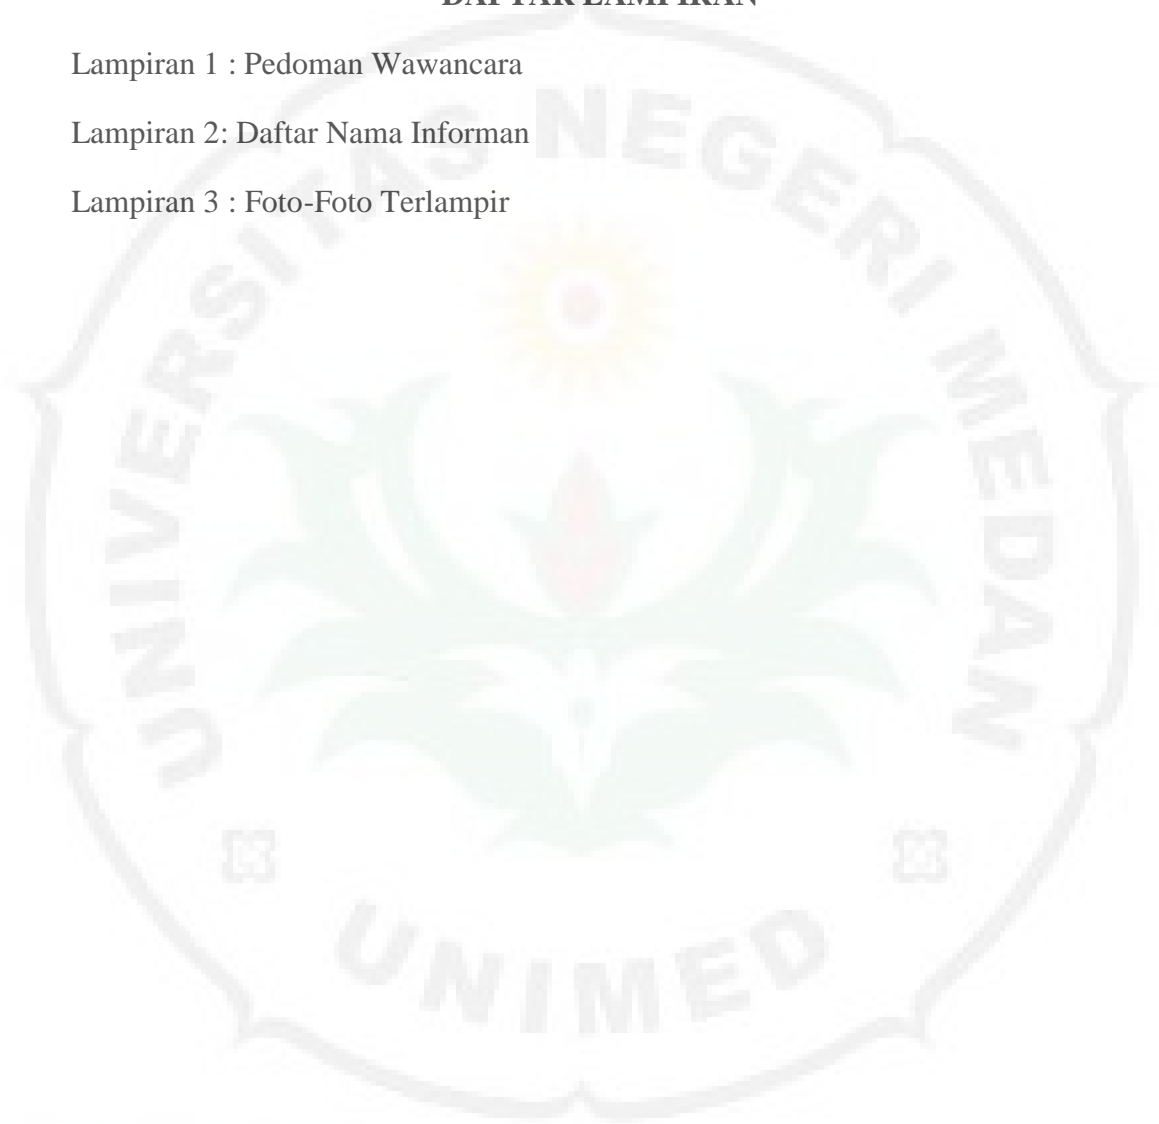 DAFTAR LAMPIRAN
Lampiran 1 : Pedoman Wawancara
Lampiran 2: Daftar Nama Informan
Lampiran 3 : Foto-Foto Terlampir
UNIVERSITAS NEGERI MEDAN
UNIMED